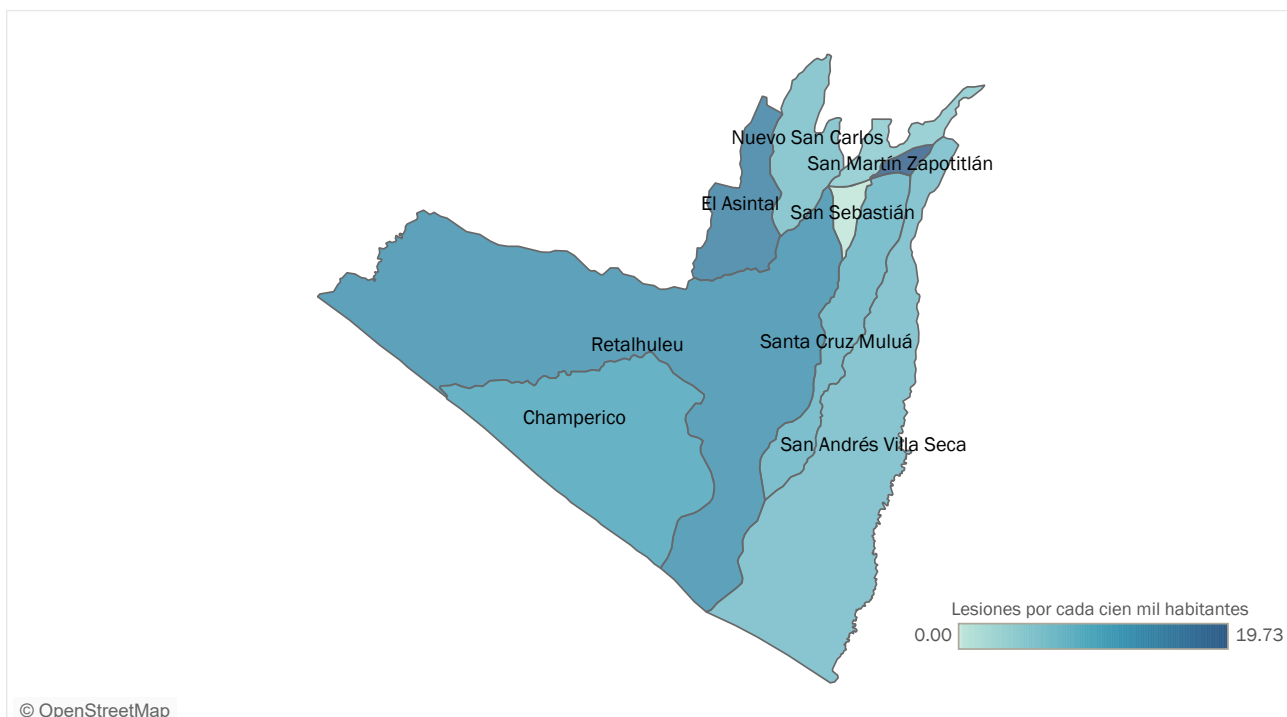 Nuevo San Carlos
San Martín Zapotitlán
El Asintal
San Sebastián
Retalhuleu
Santa Cruz Muluá
Champerico
San Andrés Villa Seca
Lesiones por cada cien mil habitantes
0.00
19.73
© OpenStreetMap